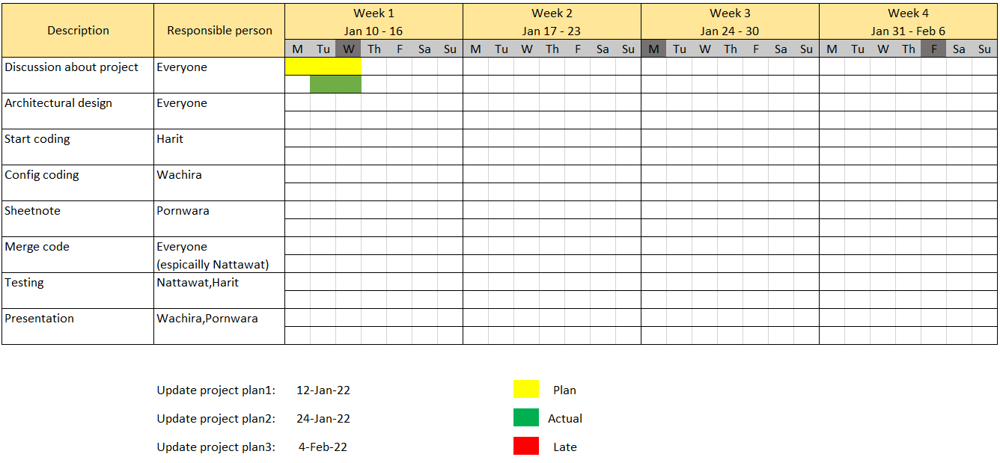 Description Responsible person Week 1 Week 2 Week 3 Week 4
Jan 10 - 16 Jan 17 - 23 Jan 24 - 30 Jan 31 - Feb 6
M Tu W Th F Sa Su M Tu W Th F Sa Su M Tu W Th F Sa Su M Tu W Th F Sa Su
Discussion about project Everyone
Architectural design Everyone
Start coding Harit
Config coding Wachira
Sheetnote Pornwara
Merge code Everyone
(espicailly Nattawat)
Testing Nattawat,Harit
Presentation Wachira,Pornwara
Update project plan1: 12-Jan-22 Plan
Update project plan2: 24-Jan-22 Actual
Update project plan3: 4-Feb-22 Late